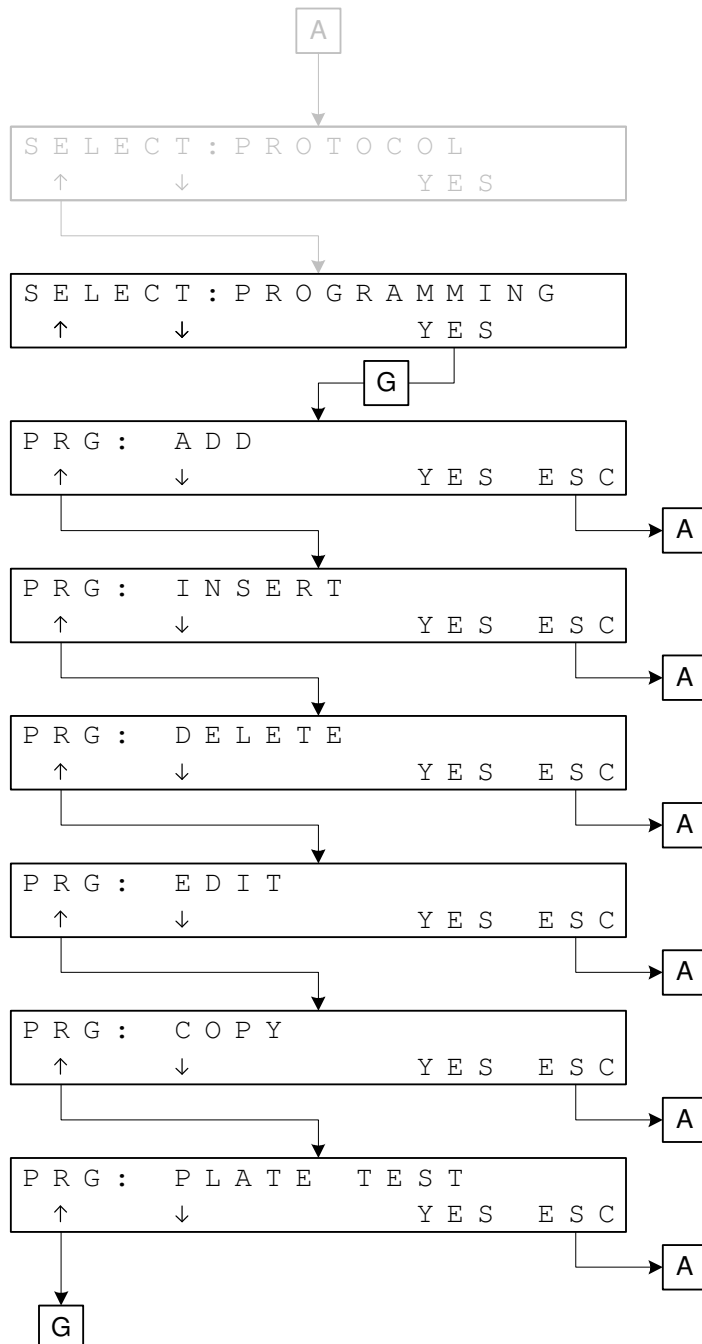 A
SELECT:PROTOCOL
↑ ↓ YES
SELECT:PROGRAMMING
↑ ↓ YES
G
PRG: ADD
↑ ↓ YES ESC
A
PRG: INSERT
↑ ↓ YES ESC
A
PRG: DELETE
↑ ↓ YES ESC
A
PRG: EDIT
↑ ↓ YES ESC
A
PRG: COPY
↑ ↓ YES ESC
A
PRG: PLATE TEST
↑ ↓ YES ESC
A
G